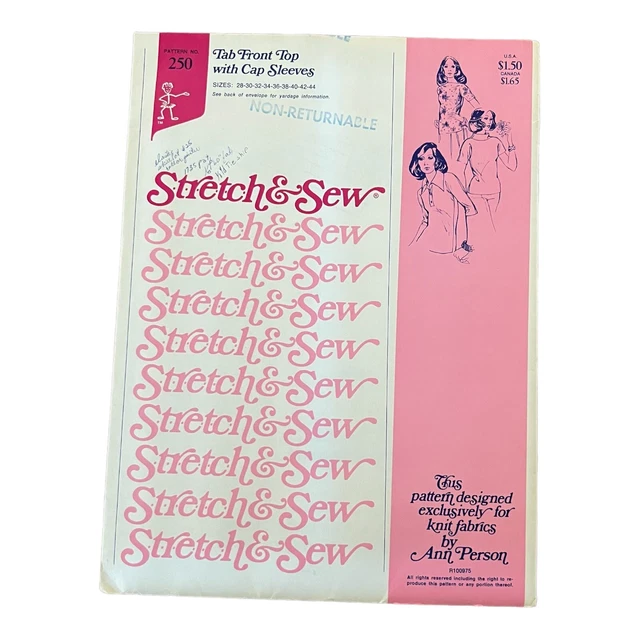 PATTERN NO.
250
TM
Tab Front Top
with Cap Sleeves
SIZES: 28-30-32-34-36-38-40-42-44
See back of envelope for yardage information.
NON-RETURNABLE
U.S.A.
$1.50
CANADA
$1.65
Stretch & Sew®
Stretch & Sew
Stretch & Sew
Stretch & Sew
Stretch & Sew
Stretch & Sew
Stretch & Sew
Stretch & Sew
Stretch & Sew
Stretch & Sew
This
pattern designed
exclusively for
knit fabrics
by
Ann Person
R100975
All rights reserved including the right to re-
produce this pattern or any portion thereof.